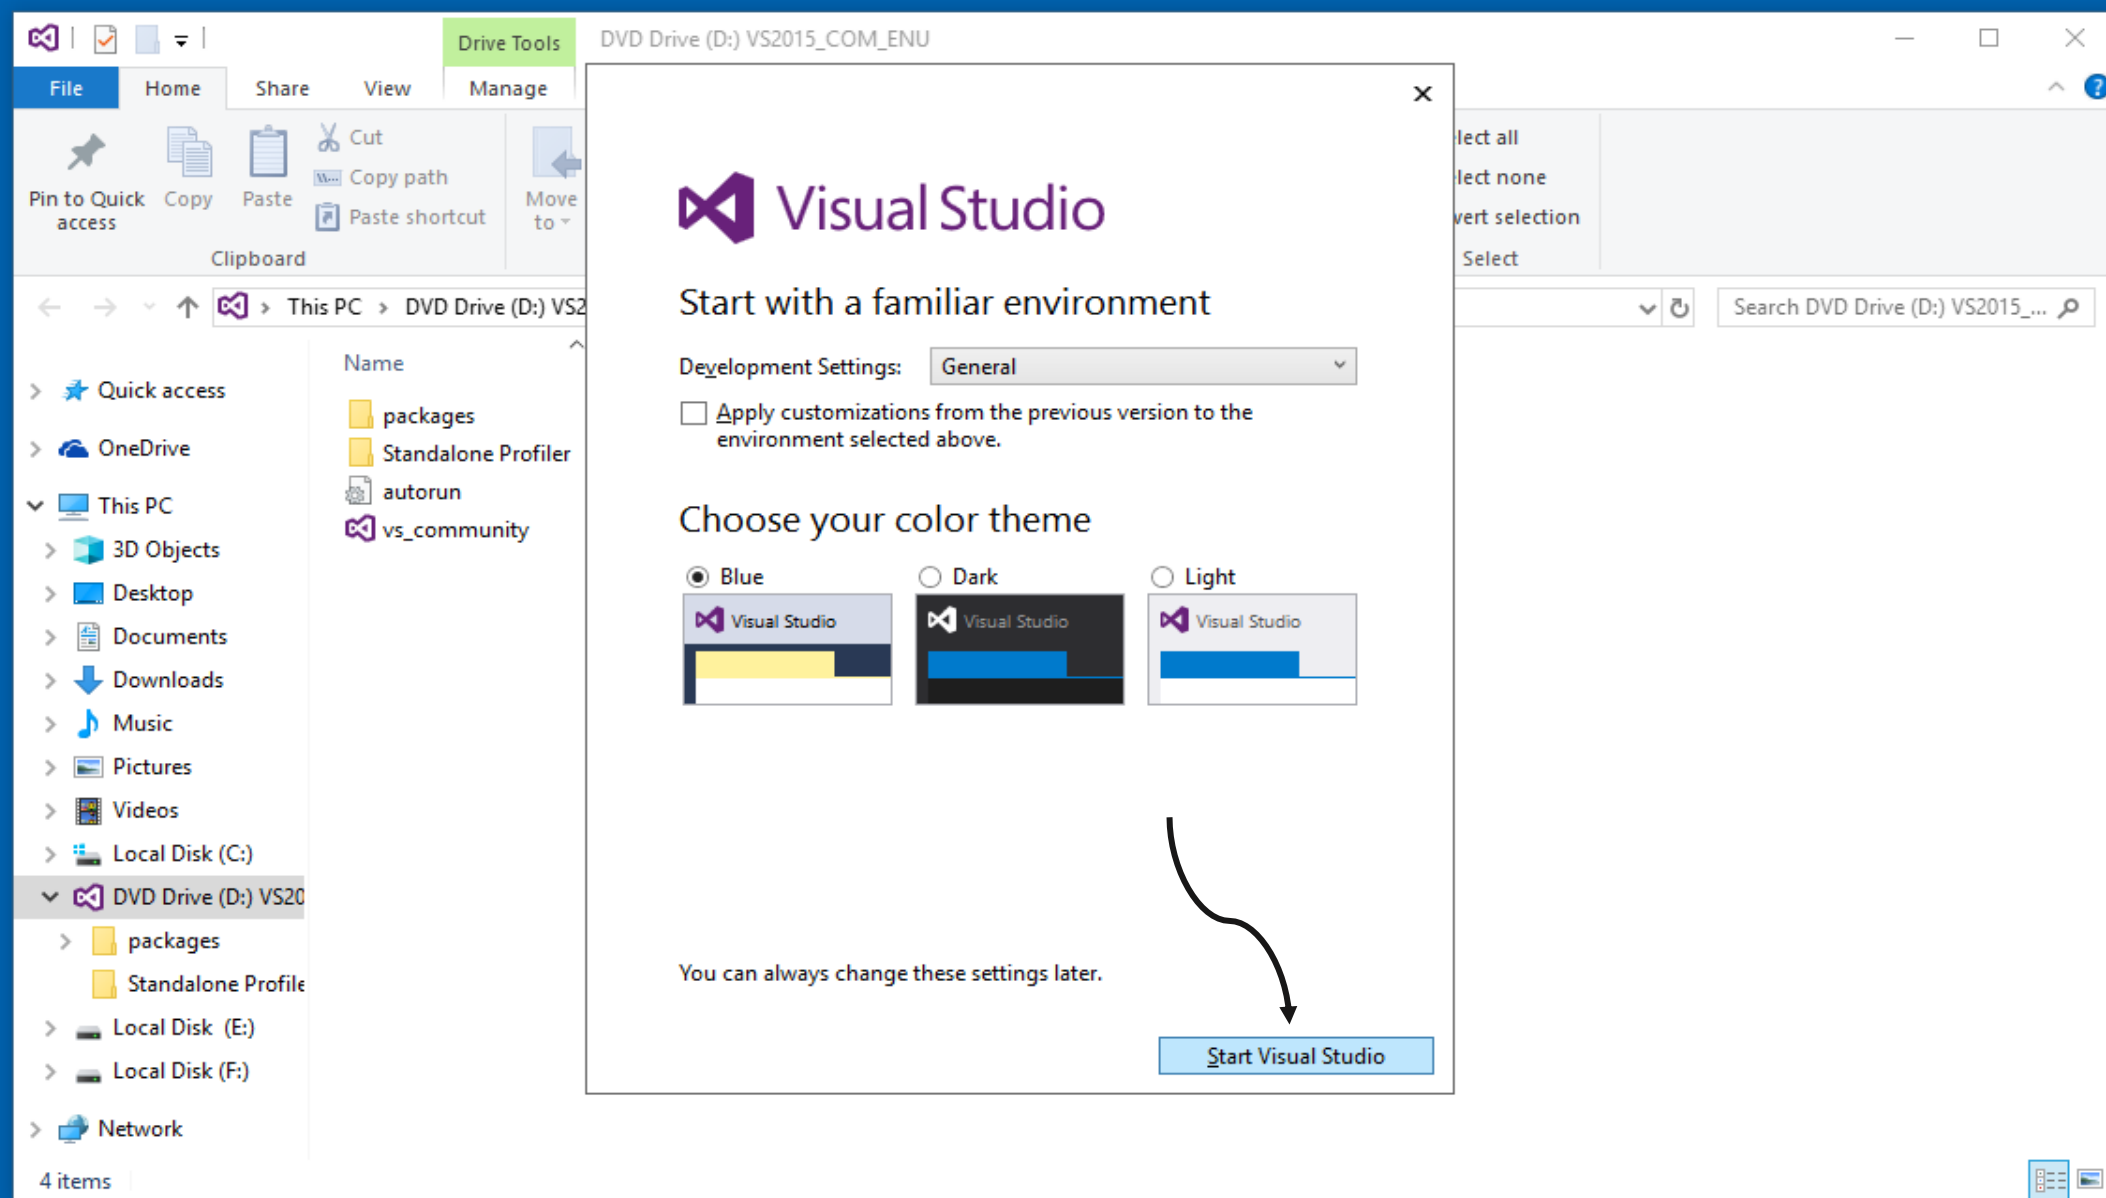 Drive Tools
DVD Drive (D:) VS2015_COM_ENU
File
Home
Share
View
Manage
Pin to Quick
access
Copy
Paste
Cut
Copy path
Paste shortcut
Clipboard
Move
to
lect all
lect none
vert selection
Select
This PC
DVD Drive (D:) VS2
Search DVD Drive (D:) VS2015_...
Quick access
OneDrive
This PC
3D Objects
Desktop
Documents
Downloads
Music
Pictures
Videos
Local Disk (C:)
DVD Drive (D:) VS20
packages
Standalone Profile
Local Disk (E:)
Local Disk (F:)
Network
4 items
Name
packages
Standalone Profiler
autorun
vs_community
Visual Studio
Start with a familiar environment
Development Settings:
General
Apply customizations from the previous version to the
environment selected above.
Choose your color theme
Blue
Dark
Light
Visual Studio
Visual Studio
Visual Studio
You can always change these settings later.
Start Visual Studio